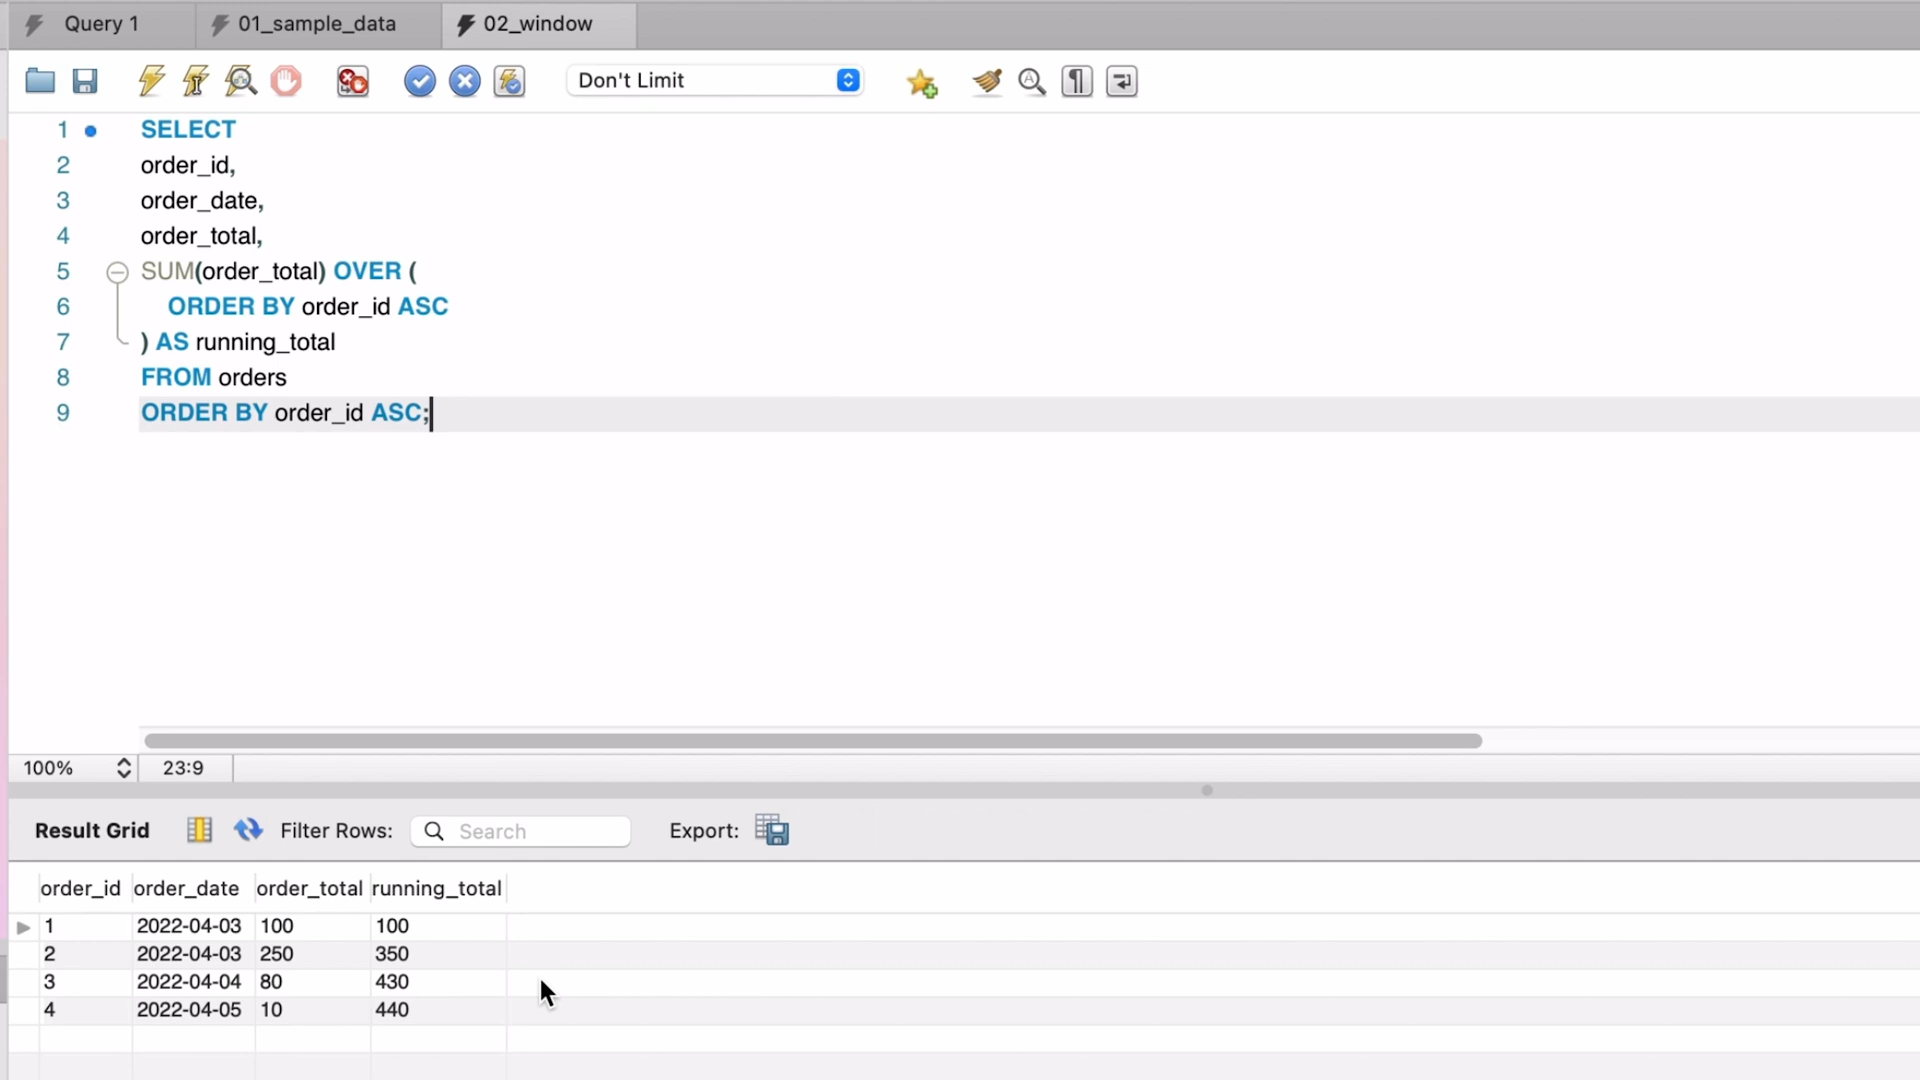 Query 1 01_sample_data 02_window
Don't Limit
1 SELECT
2 order_id,
3 order_date,
4 order_total,
5 SUM(order_total) OVER (
6 ORDER BY order_id ASC
7 ) AS running_total
8 FROM orders
9 ORDER BY order_id ASC;
100% 23:9
Result Grid Filter Rows: Search Export:
order_id order_date order_total running_total
1 2022-04-03 100 100
2 2022-04-03 250 350
3 2022-04-04 80 430
4 2022-04-05 10 440